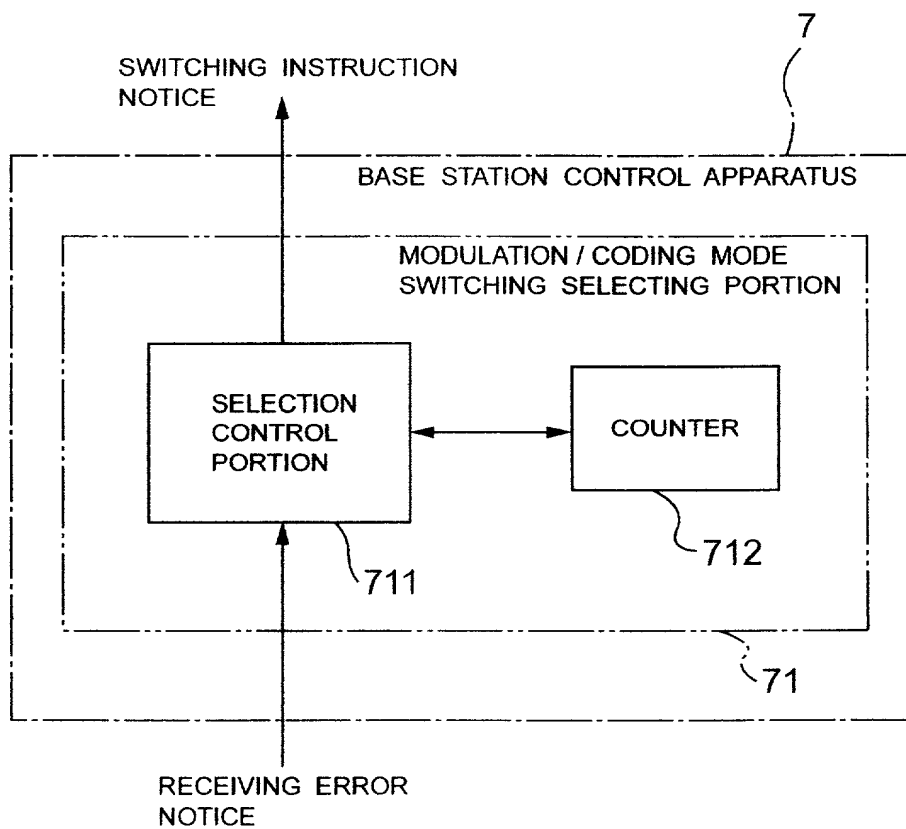 7
SWITCHING INSTRUCTION
NOTICE
BASE STATION CONTROL APPARATUS
MODULATION / CODING MODE
SWITCHING SELECTING PORTION
SELECTION
CONTROL
PORTION
COUNTER
711
712
71
RECEIVING ERROR
NOTICE